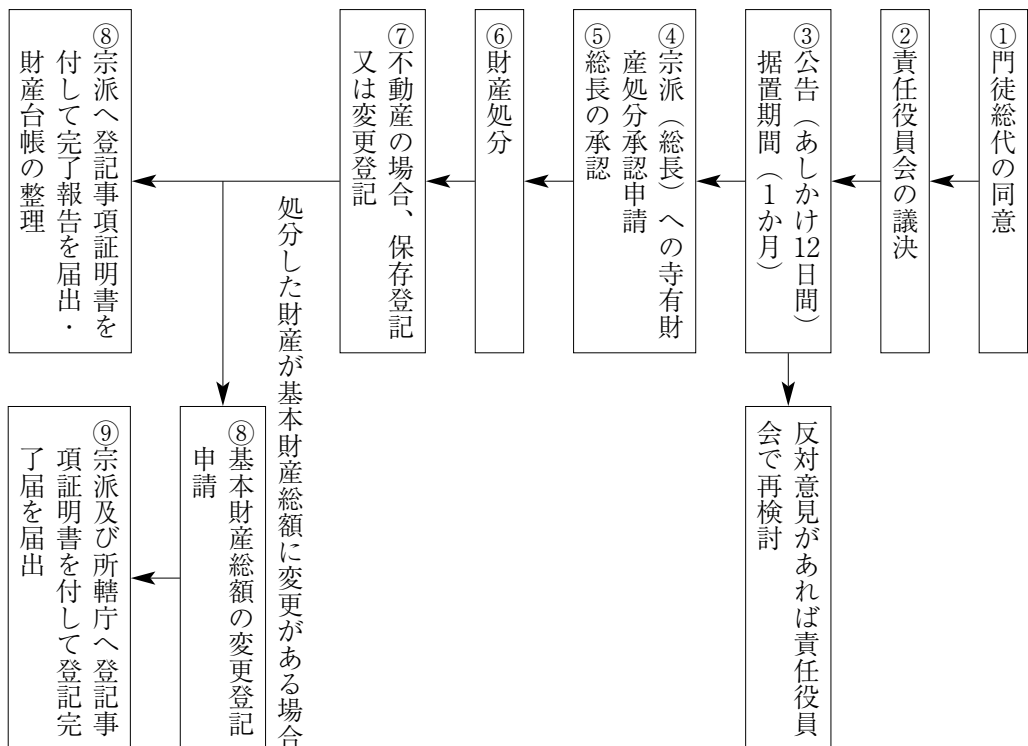 ①門徒総代の同意
②責任役員会の議決
③公告（あしかけ12日間）
据置期間（1か月）
反対意見があれば責任役員
会で再検討
④宗派（総長）への寺有財
産処分承認申請
⑤総長の承認
⑥財産処分
⑦不動産の場合、保存登記
又は変更登記
処分した財産が基本財産総額に変更がある場合
⑧宗派へ登記事項証明書を
付して完了報告を届出・
財産台帳の整理
⑧基本財産総額の変更登記
申請
⑨宗派及び所轄庁へ登記事
項証明書を付して登記完
了届を届出